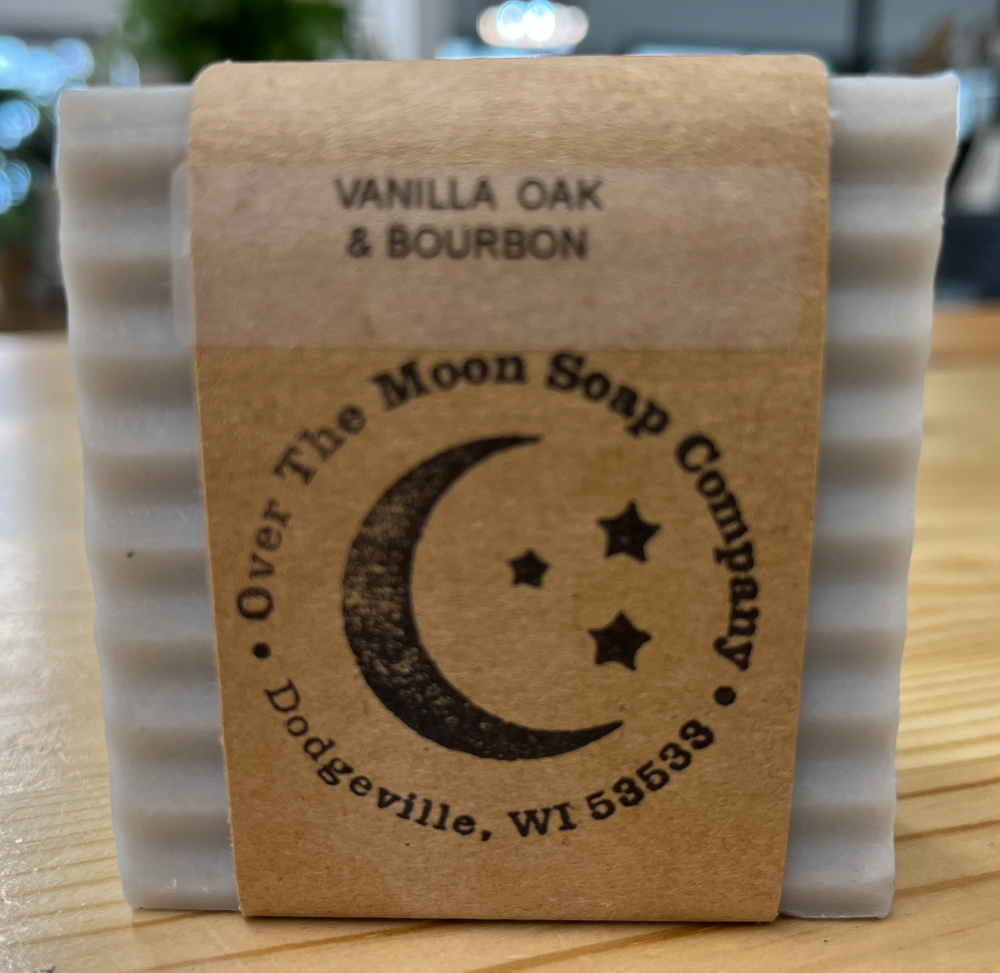 VANILLA OAK
& BOURBON
• Over The Moon Soap Company •
Dodgeville, WI 53533